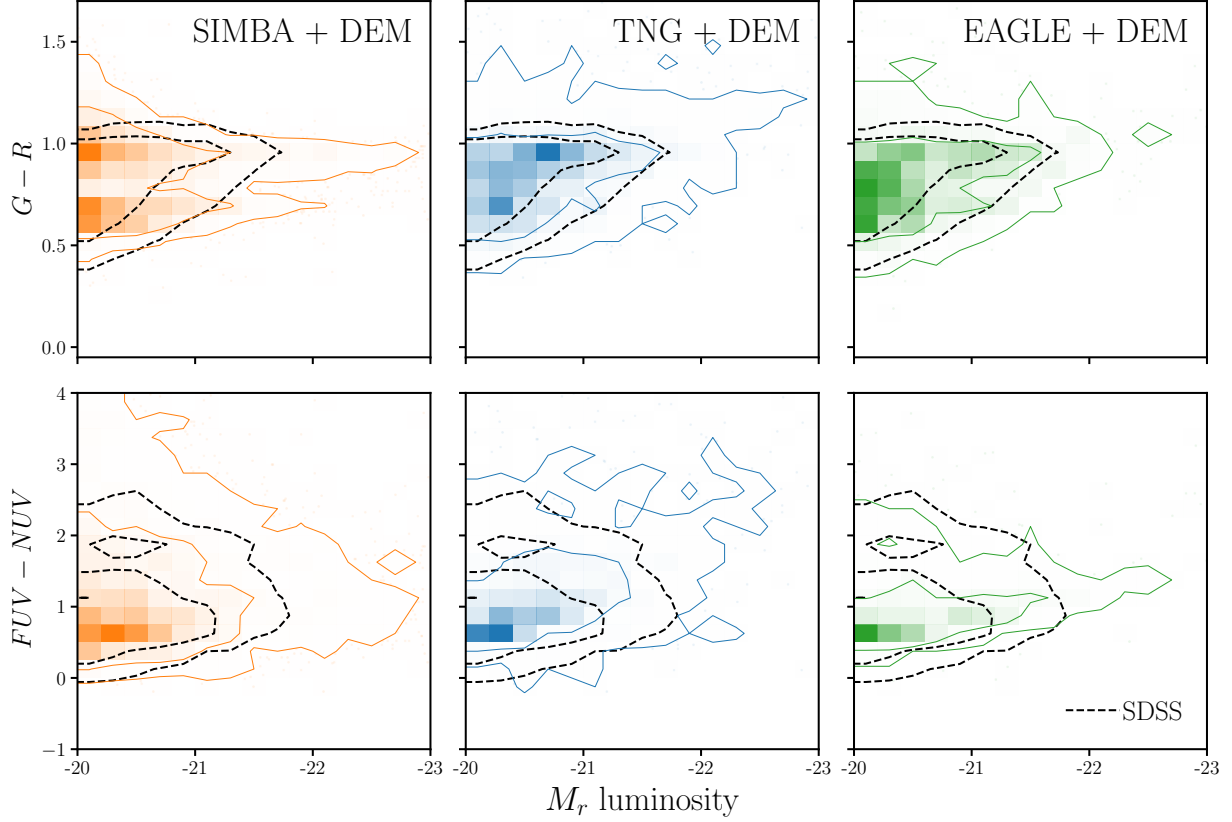 SIMBA + DEM
TNG + DEM
EAGLE + DEM
1.5
1.0
0.5
0.0
G − R
4
3
2
1
0
−1
FUV − NUV
SDSS
-20 -21 -22 -23
-20 -21 -22 -23
-20 -21 -22 -23
M_r luminosity